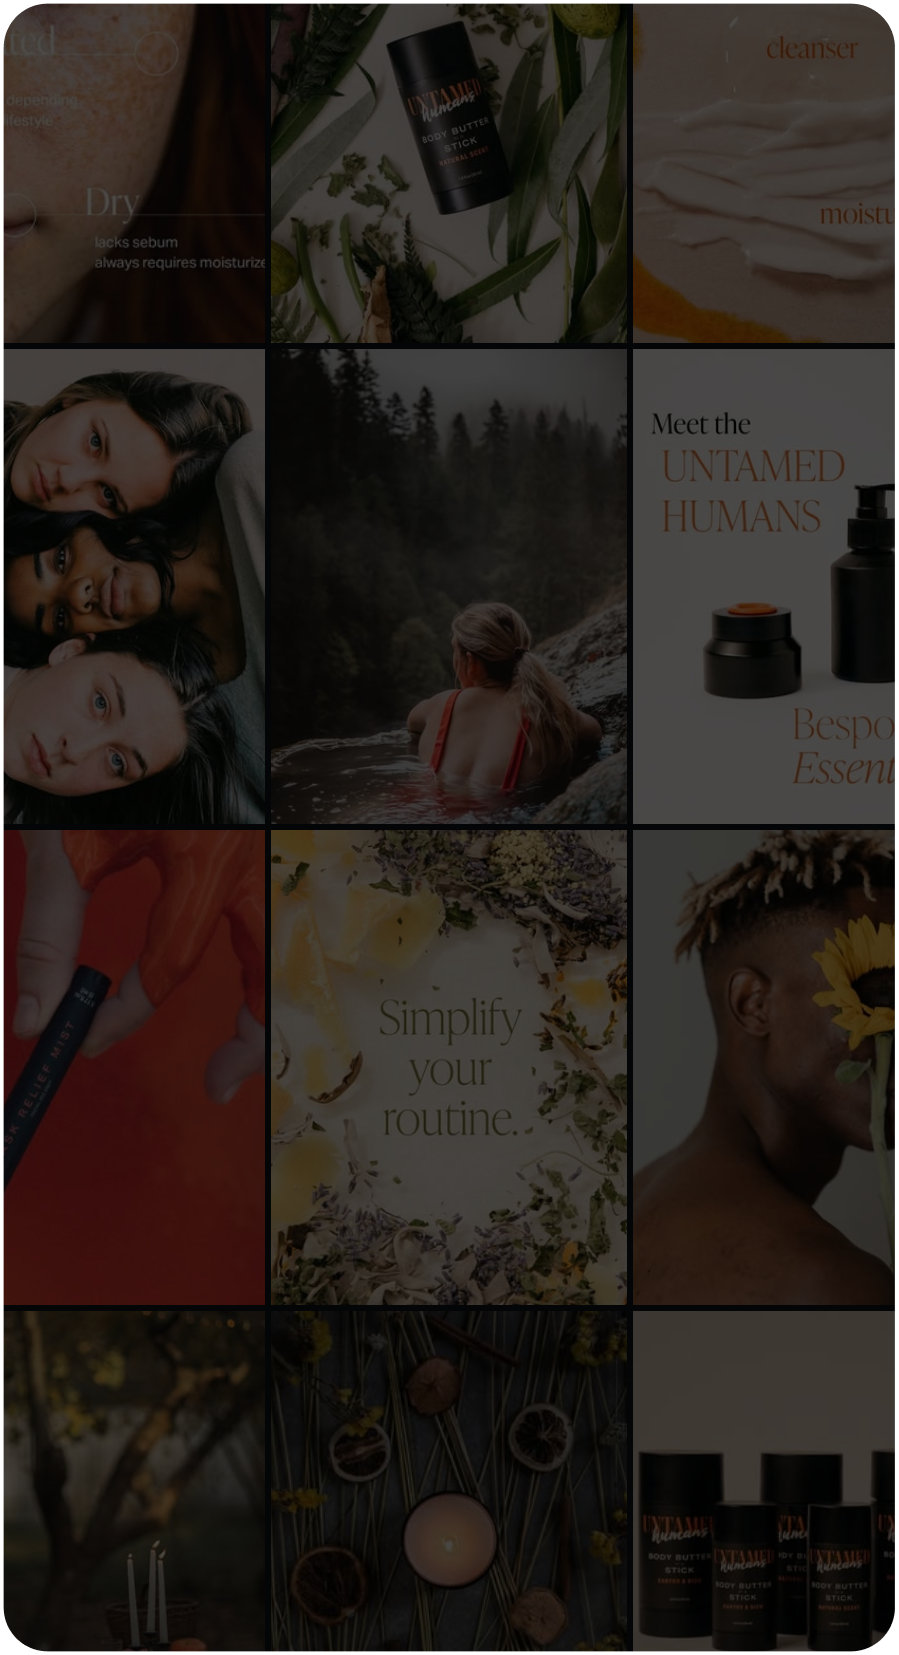 depending
lifestyle
Dry
lacks sebum
always requires moisturize
UNTAMED
Humans
BODY BUTTER
STICK
NATURAL SCENT
cleanser
moistu
Meet the
UNTAMED
HUMANS
Bespo
Essent
SK RELIEF MIST
Simplify
your
routine.
UNTAMED
Humans
BODY BUTTER
STICK
UNTAMED
Humans
BODY BUTTER
STICK
UNTAMED
Humans
BODY BUTTER
STICK
NATURAL SCENT